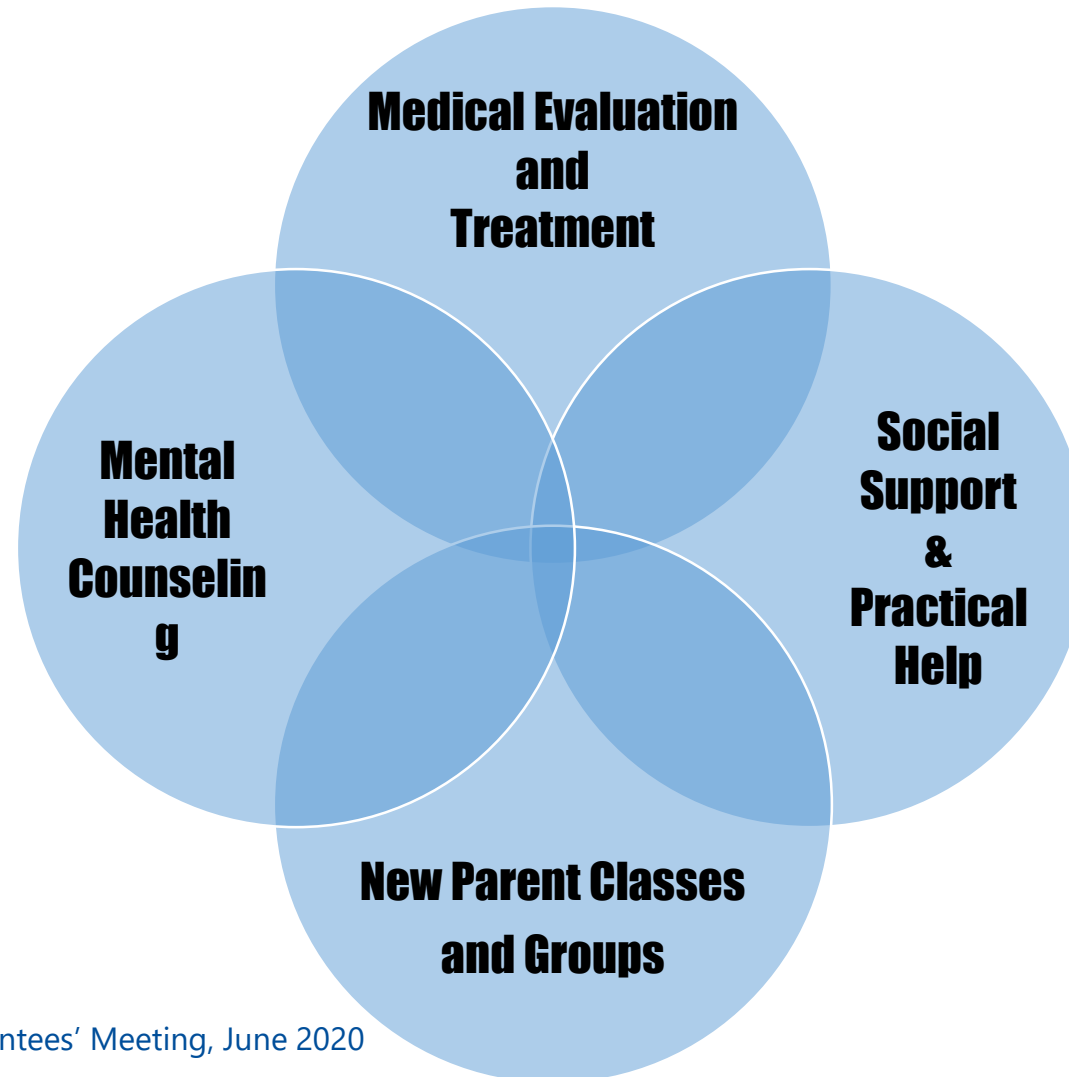 Medical Evaluation
and
Treatment
Mental
Health
Counselin
g
Social
Support
&
Practical
Help
New Parent Classes
and Groups
ntees’ Meeting, June 2020